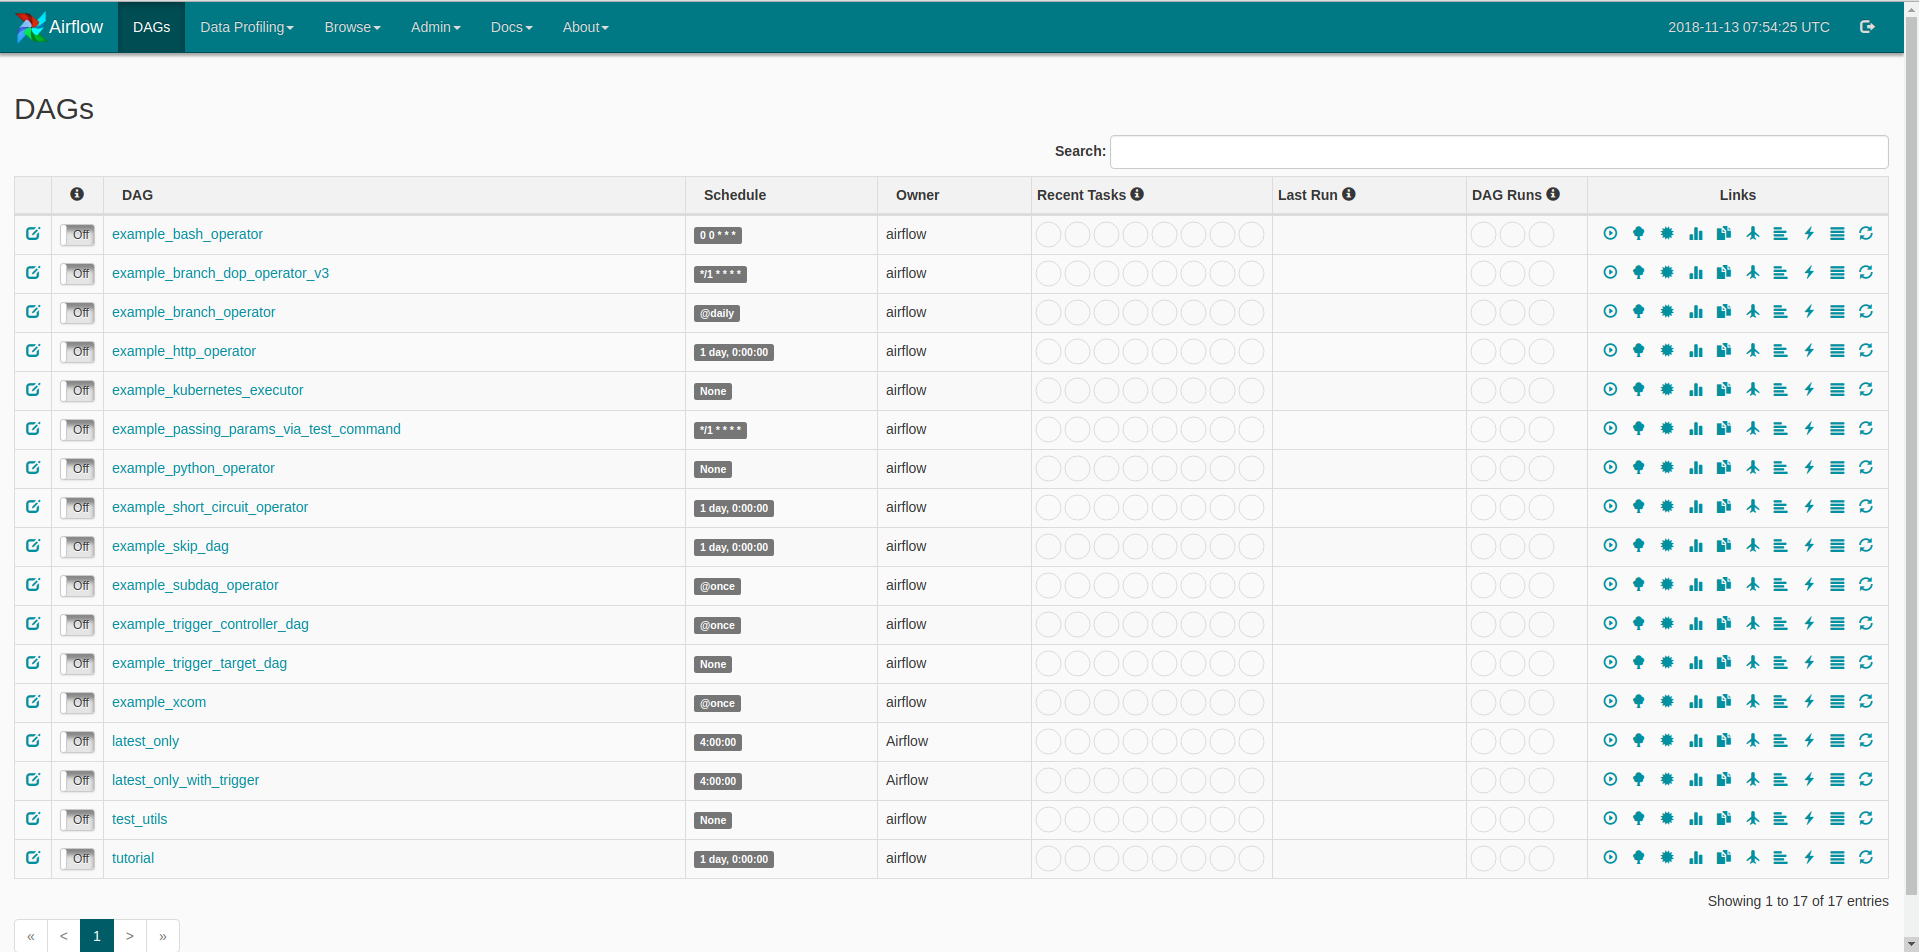 Airflow DAGs Data Profiling Browse Admin Docs About 2018-11-13 07:54:25 UTC
DAGs
Search:
DAG Schedule Owner Recent Tasks Last Run DAG Runs Links
Off example_bash_operator 0 0 * * * airflow
Off example_branch_dop_operator_v3 */1 * * * * airflow
Off example_branch_operator @daily airflow
Off example_http_operator 1 day, 0:00:00 airflow
Off example_kubernetes_executor None airflow
Off example_passing_params_via_test_command */1 * * * * airflow
Off example_python_operator None airflow
Off example_short_circuit_operator 1 day, 0:00:00 airflow
Off example_skip_dag 1 day, 0:00:00 airflow
Off example_subdag_operator @once airflow
Off example_trigger_controller_dag @once airflow
Off example_trigger_target_dag None airflow
Off example_xcom @once airflow
Off latest_only 4:00:00 Airflow
Off latest_only_with_trigger 4:00:00 Airflow
Off test_utils None airflow
Off tutorial 1 day, 0:00:00 airflow
Showing 1 to 17 of 17 entries
« < 1 > »